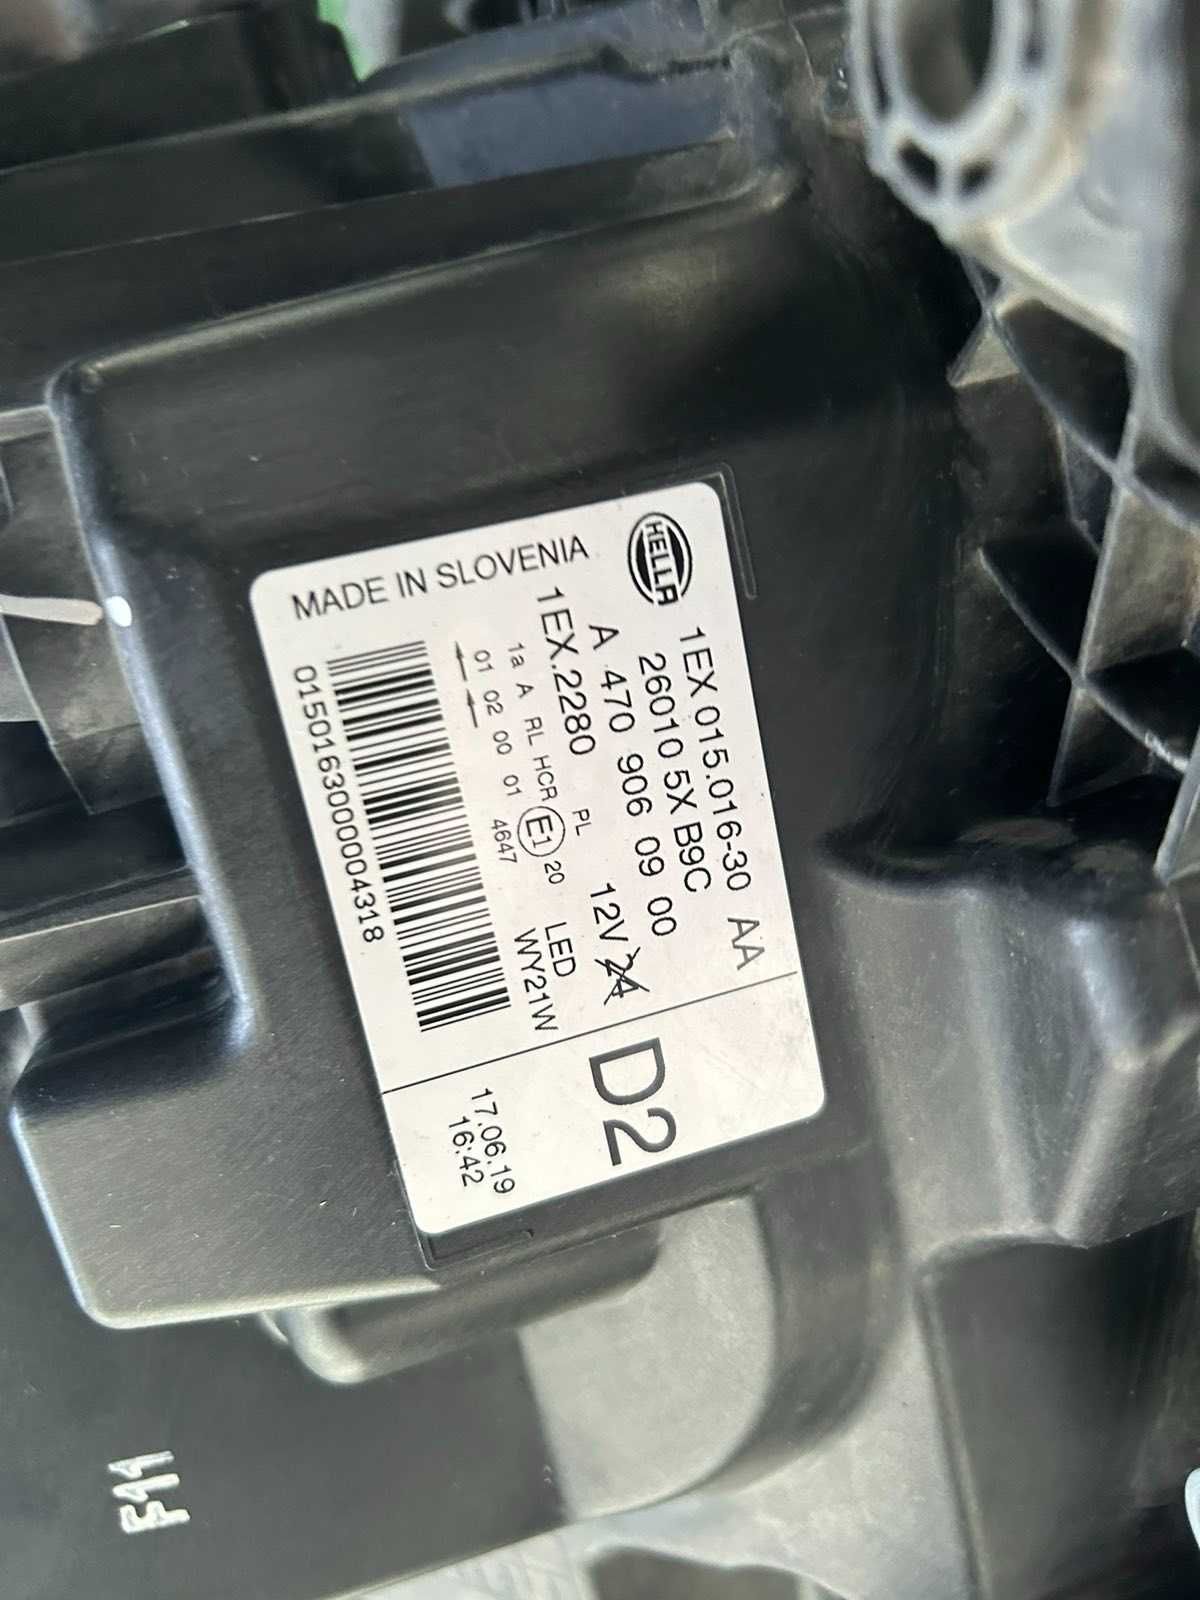 HELLA
1EX 015.016-30 AA
26010 5X B9C
A 470 906 09 00
1EX.2280 PL 12V 24
1a A RL HCR E1 20 LED
01 02 00 01 4647 WY21W
MADE IN SLOVENIA
01501630000004318
D2
17.06.19
16:42
F11